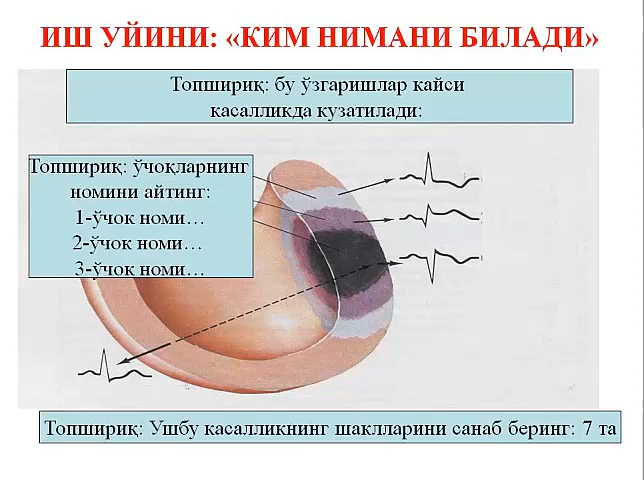 ИШ УЙИНИ: «КИМ НИМАНИ БИЛАДИ»
Топшириқ: бу ўзгаришлар кайси
касалликда кузатилади:
Топшириқ: ўчоқларнинг
номини айтинг:
1-ўчок номи…
2-ўчок номи…
3-ўчок номи…
Топшириқ: Ушбу касалликнинг шаклларини санаб беринг: 7 та